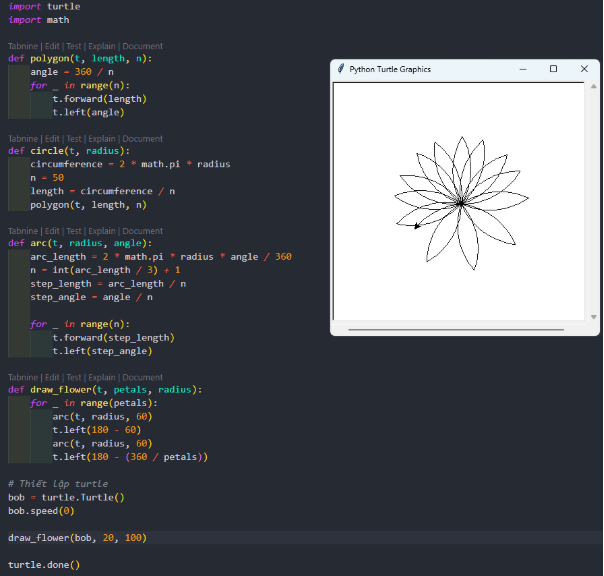 import turtle
import math
Tabnine | Edit | Test | Explain | Document
def polygon(t, length, n):
    angle = 360 / n
    for _ in range(n):
        t.forward(length)
        t.left(angle)
Tabnine | Edit | Test | Explain | Document
def circle(t, radius):
    circumference = 2 * math.pi * radius
    n = 50
    length = circumference / n
    polygon(t, length, n)
Tabnine | Edit | Test | Explain | Document
def arc(t, radius, angle):
    arc_length = 2 * math.pi * radius * angle / 360
    n = int(arc_length / 3) + 1
    step_length = arc_length / n
    step_angle = angle / n
    for _ in range(n):
        t.forward(step_length)
        t.left(step_angle)
Tabnine | Edit | Test | Explain | Document
def draw_flower(t, petals, radius):
    for _ in range(petals):
        arc(t, radius, 60)
        t.left(180 - 60)
        arc(t, radius, 60)
        t.left(180 - (360 / petals))
# Thiết lập turtle
bob = turtle.Turtle()
bob.speed(0)
draw_flower(bob, 20, 100)
turtle.done()
Python Turtle Graphics